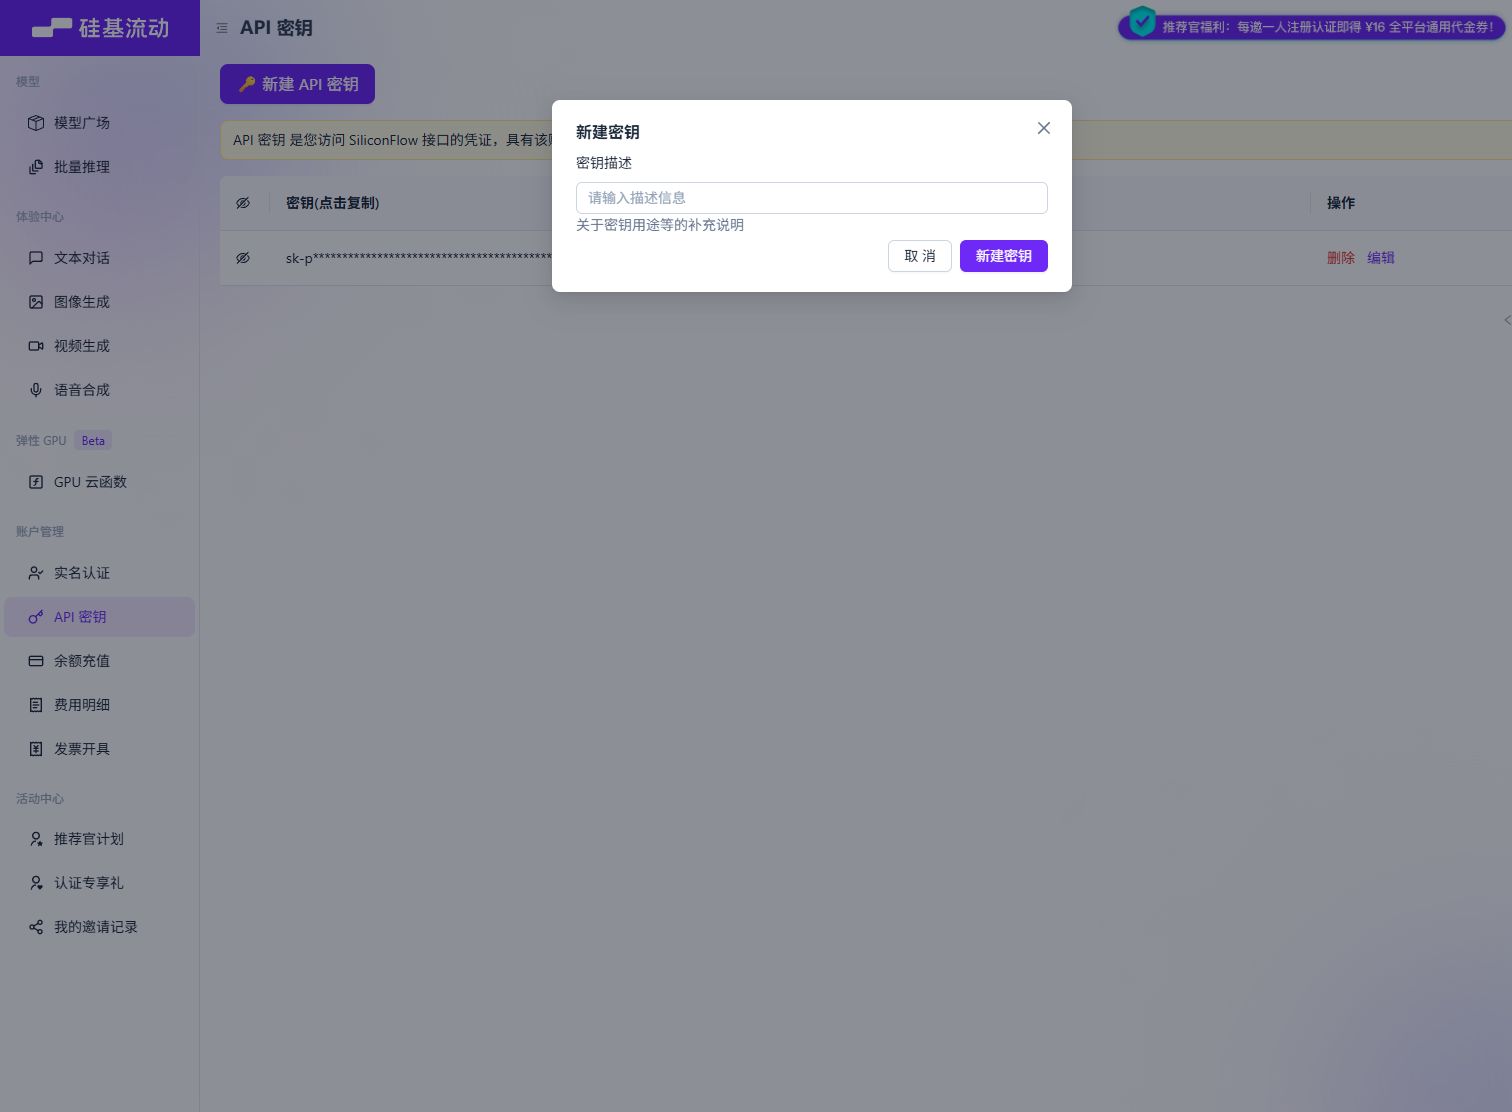 硅基流动
模型
模型广场
批量推理
体验中心
文本对话
图像生成
视频生成
语音合成
弹性 GPU Beta
GPU 云函数
账户管理
实名认证
API 密钥
余额充值
费用明细
发票开具
活动中心
推荐官计划
认证专享礼
我的邀请记录
API 密钥
推荐官福利：每邀一人注册认证即得 ¥16 全平台通用代金券！
新建 API 密钥
API 密钥 是您访问 SiliconFlow 接口的凭证，具有该
密钥(点击复制)
操作
sk-p*****************************************
删除 编辑
新建密钥
密钥描述
请输入描述信息
关于密钥用途等的补充说明
取 消
新建密钥